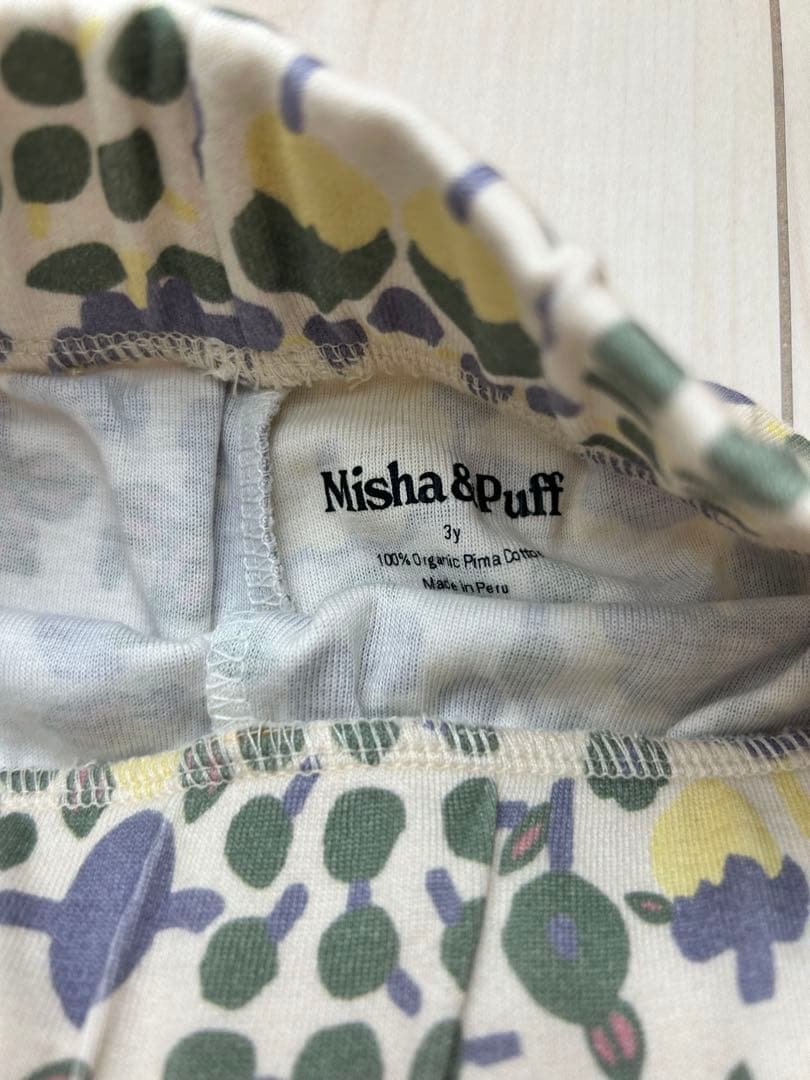 Misha & Puff
3y
100% Organic Pima Cotton
Made in Peru